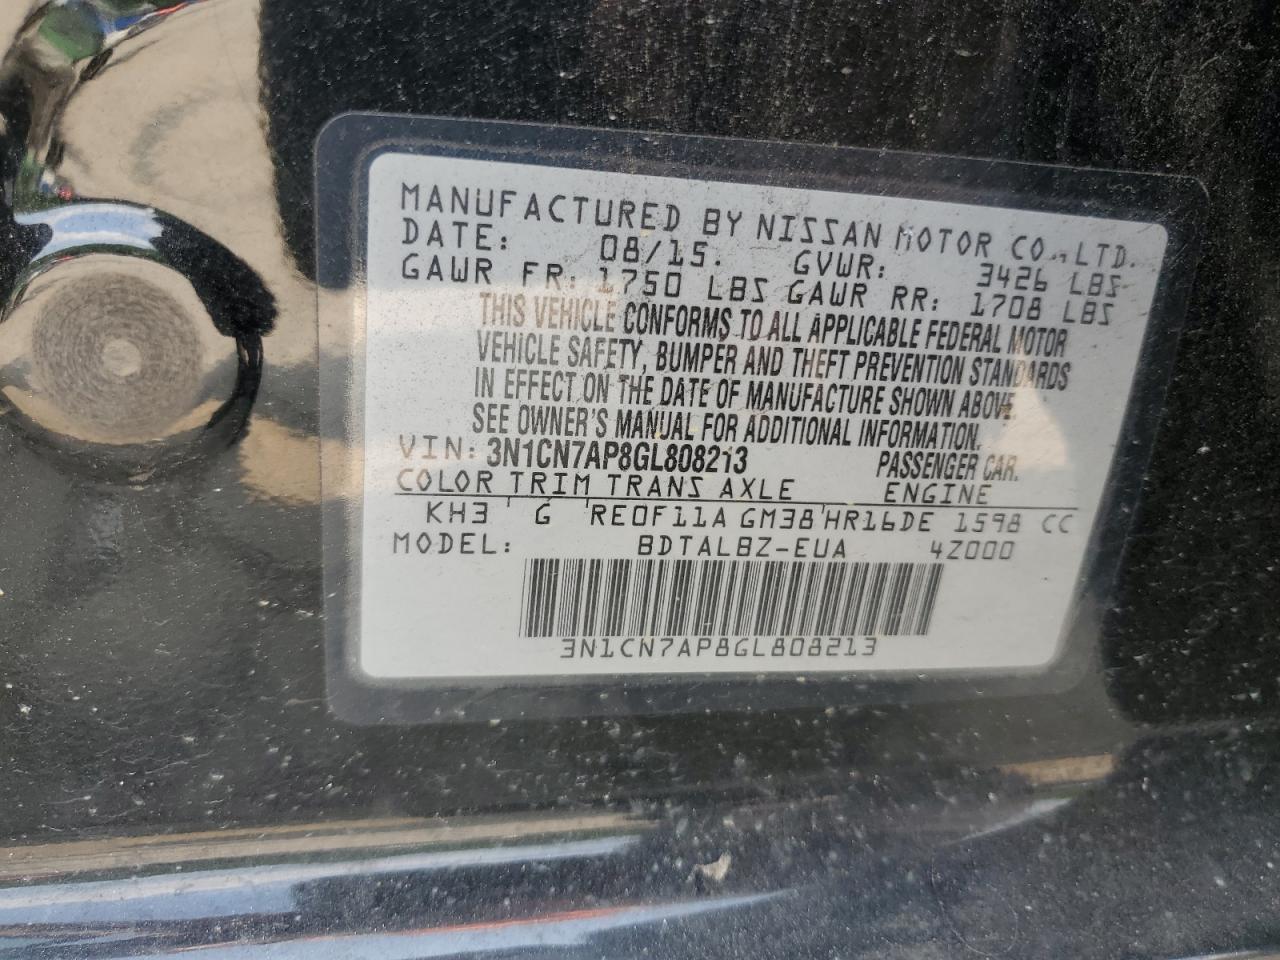 MANUFACTURED BY NISSAN MOTOR CO.,LTD.
DATE: 08/15. GVWR: 3426 LBS
GAWR FR: 1750 LBS GAWR RR: 1708 LBS
THIS VEHICLE CONFORMS TO ALL APPLICABLE FEDERAL MOTOR
VEHICLE SAFETY, BUMPER AND THEFT PREVENTION STANDARDS
IN EFFECT ON THE DATE OF MANUFACTURE SHOWN ABOVE.
SEE OWNER'S MANUAL FOR ADDITIONAL INFORMATION.
VIN: 3N1CN7AP8GL808213 PASSENGER CAR.
COLOR TRIM TRANS AXLE ENGINE
KH3 ' G 'RE0F11A GM38'HR16DE 1598 CC
MODEL: BDTALBZ-EUA 4Z000
3N1CN7AP8GL808213